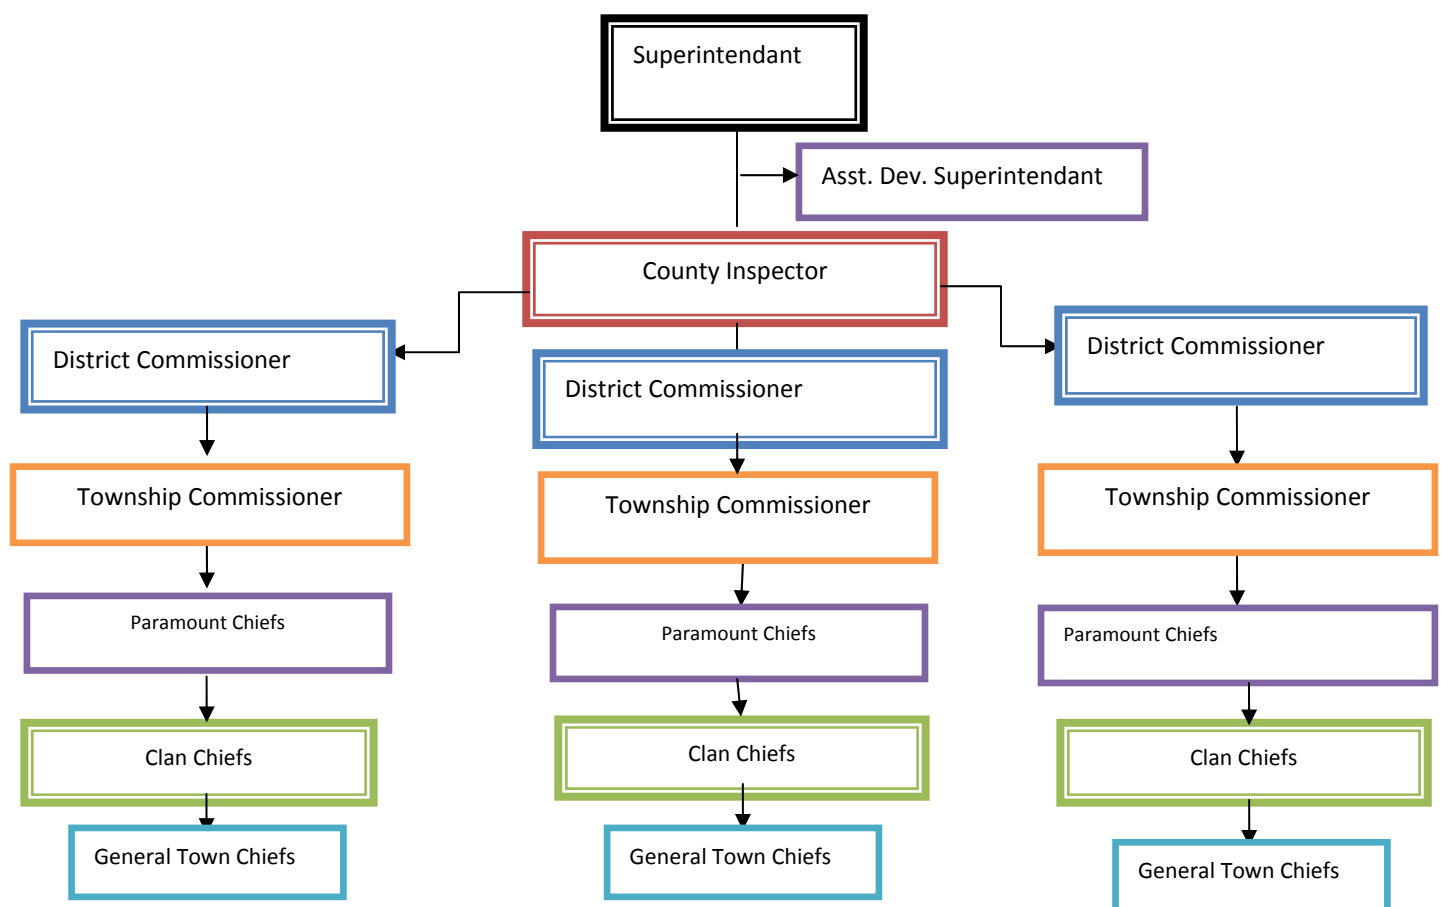 Superintendant
Asst. Dev. Superintendant
County Inspector
District Commissioner
District Commissioner
District Commissioner
Township Commissioner
Township Commissioner
Township Commissioner
Paramount Chiefs
Paramount Chiefs
Paramount Chiefs
Clan Chiefs
Clan Chiefs
Clan Chiefs
General Town Chiefs
General Town Chiefs
General Town Chiefs